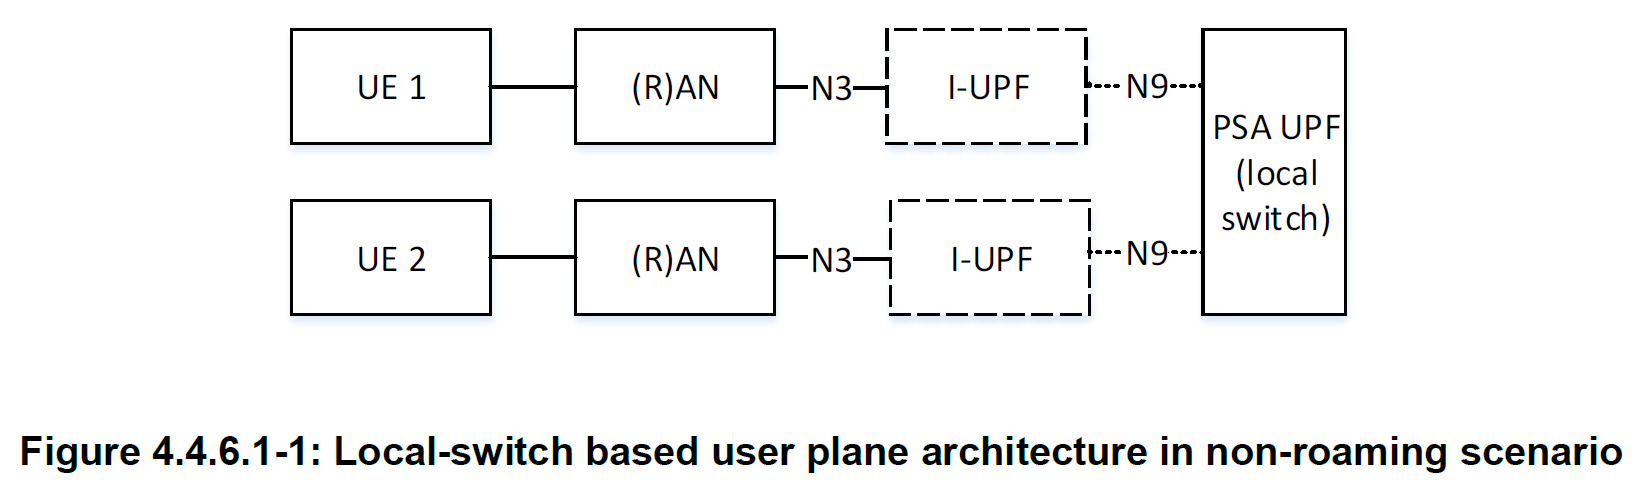 UE 1 (R)AN N3 I-UPF N9
PSA UPF
(local
switch)
UE 2 (R)AN N3 I-UPF N9
Figure 4.4.6.1-1: Local-switch based user plane architecture in non-roaming scenario